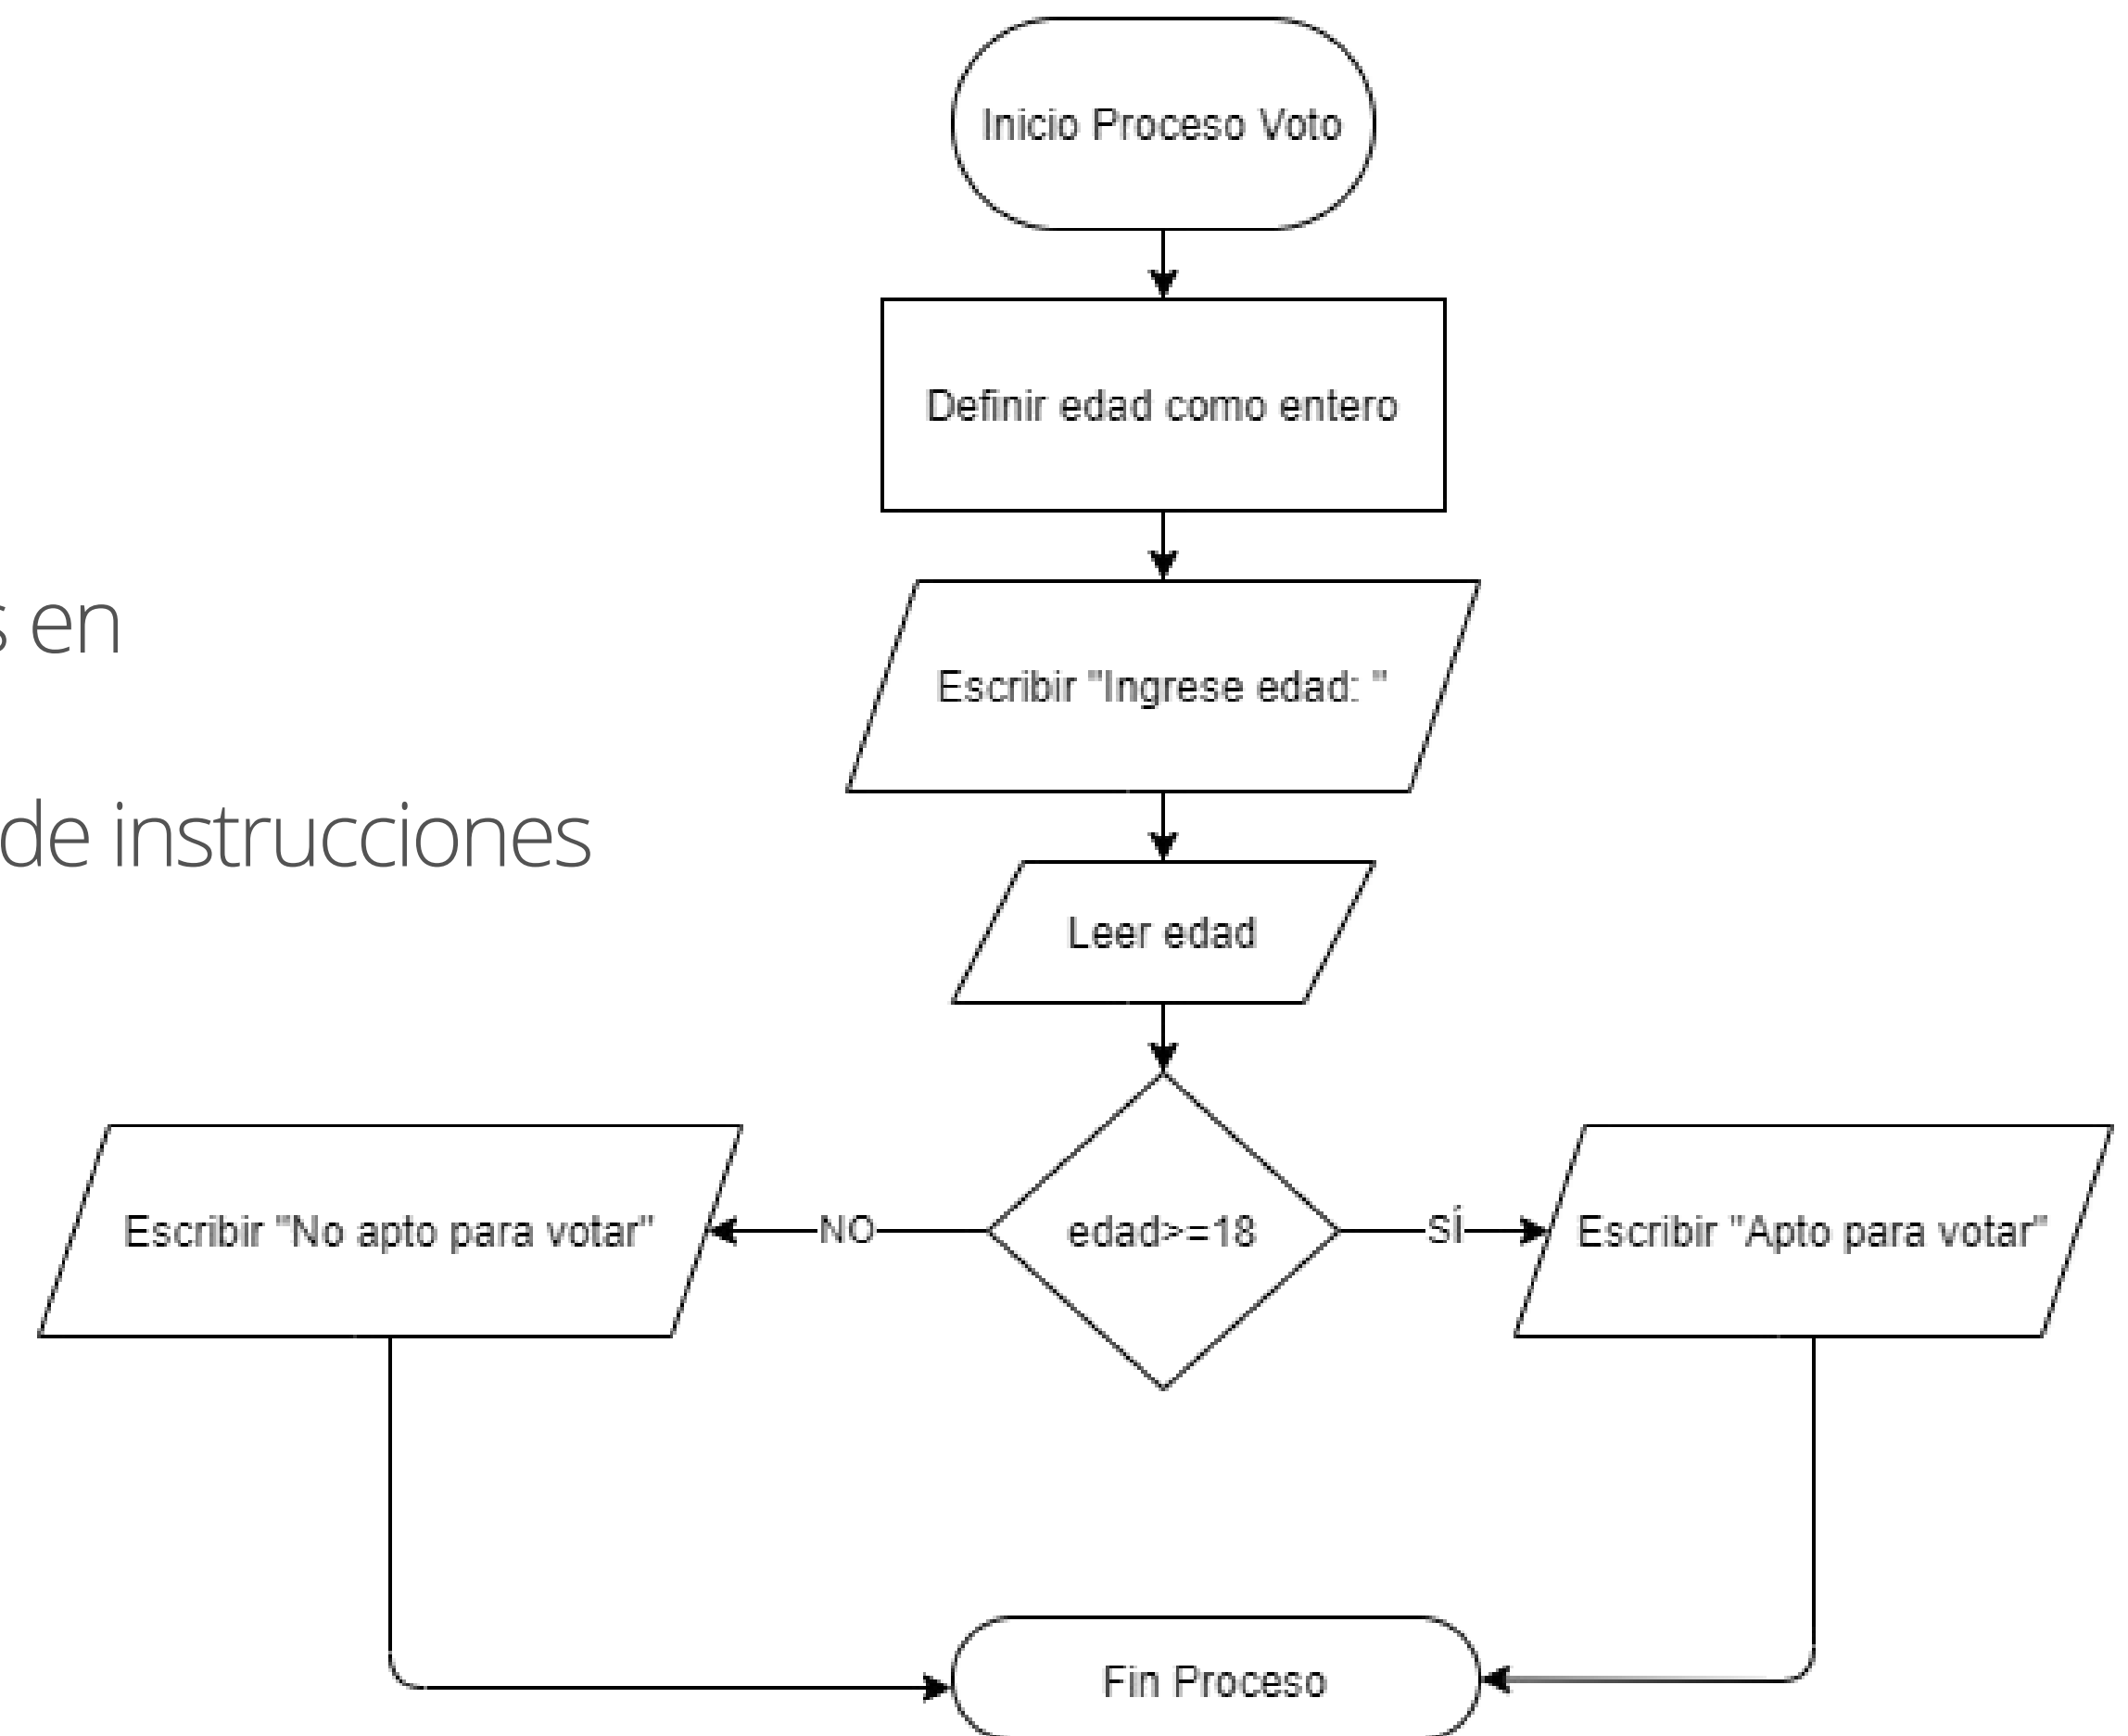 Inicio Proceso Voto
Definir edad como entero
s en
Escribir "Ingrese edad: "
de instrucciones
Leer edad
Escribir "No apto para votar"
NO
edad>=18
SÍ
Escribir "Apto para votar"
Fin Proceso